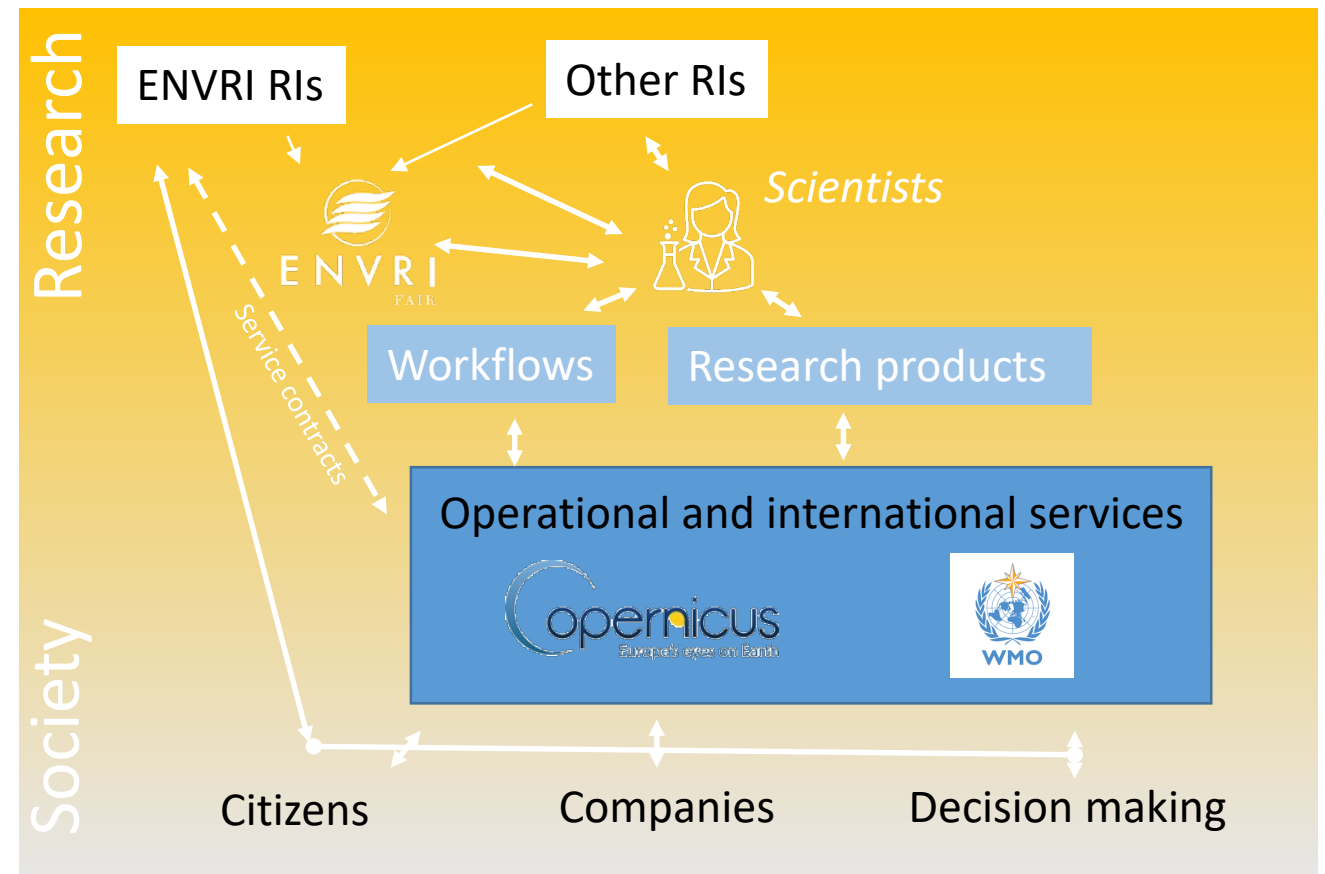 Research
ENVRI RIs
Other RIs
Scientists
ENVRI
FAIR
Service contracts
Workflows
Research products
Operational and international services
opernicus
Europe's eyes on Earth
WMO
Society
Citizens
Companies
Decision making